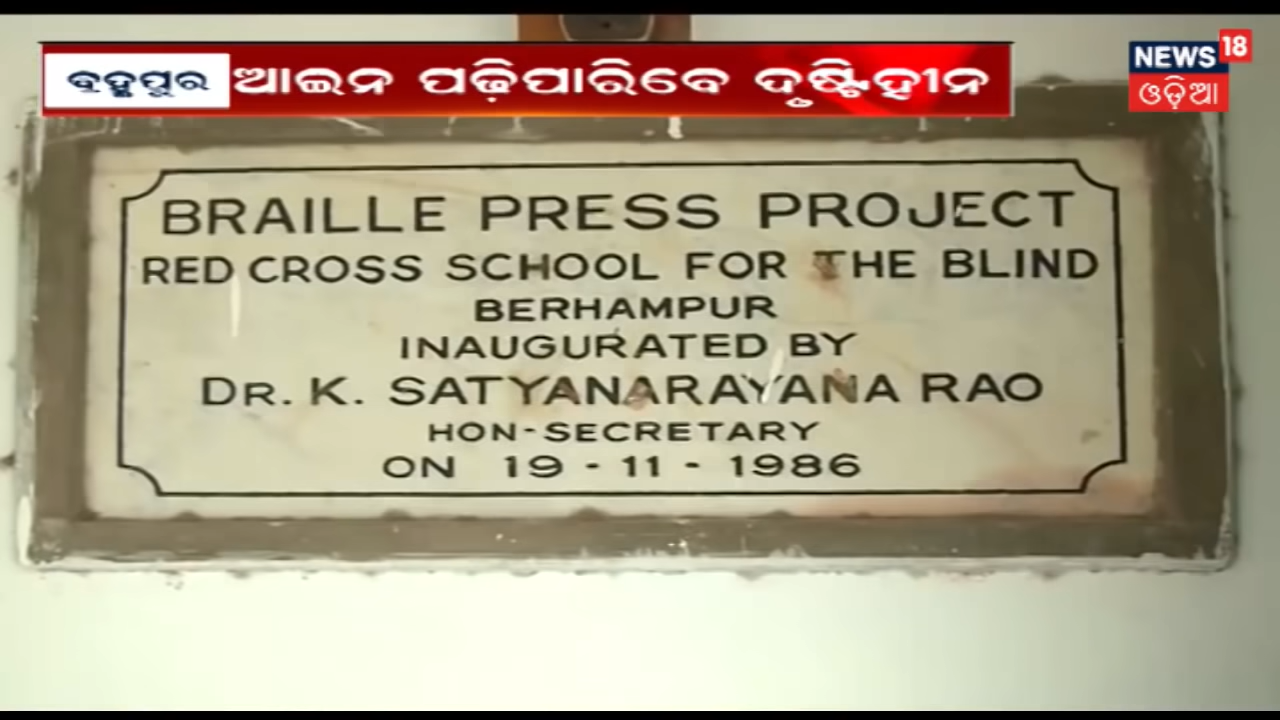 ବ୍ରହ୍ମପୁର
ଆଇନ ପଢ଼ିପାରିବେ ଦୃଷ୍ଟିହୀନ
NEWS 18
ଓଡ଼ିଆ
BRAILLE PRESS PROJECT
RED CROSS SCHOOL FOR THE BLIND
BERHAMPUR
INAUGURATED BY
DR. K. SATYANARAYANA RAO
HON-SECRETARY
ON 19-11-1986